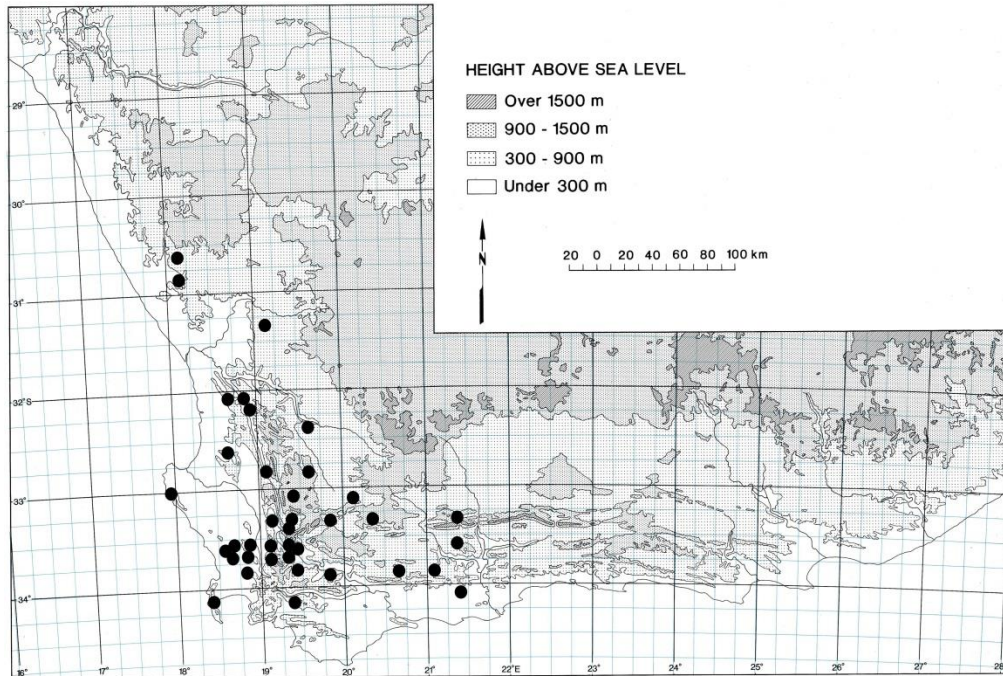 HEIGHT ABOVE SEA LEVEL
Over 1500 m
900 - 1500 m
300 - 900 m
Under 300 m
N
20 0 20 40 60 80 100 km
29°
30°
31°
32°S
33°
34°
16° 17° 18° 19° 20° 21° 22°E 23° 24° 25° 26° 27° 28°